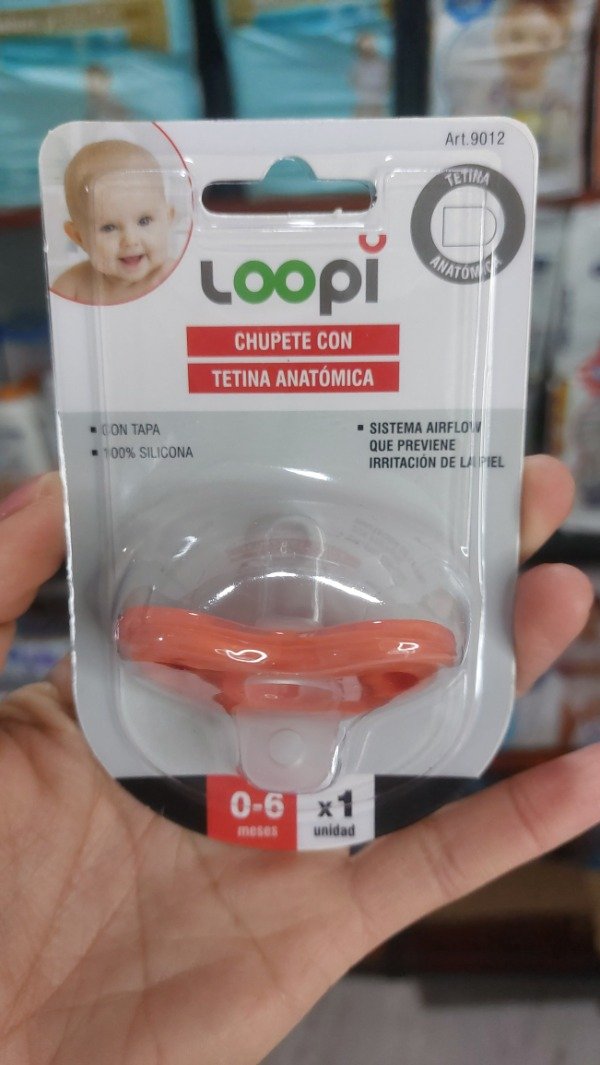 Art.9012
TETINA
ANATÓMICA
Loopi
CHUPETE CON
TETINA ANATÓMICA
▪ CON TAPA
▪ 100% SILICONA
▪ SISTEMA AIRFLOW
QUE PREVIENE
IRRITACIÓN DE LA PIEL
0-6
meses
x1
unidad